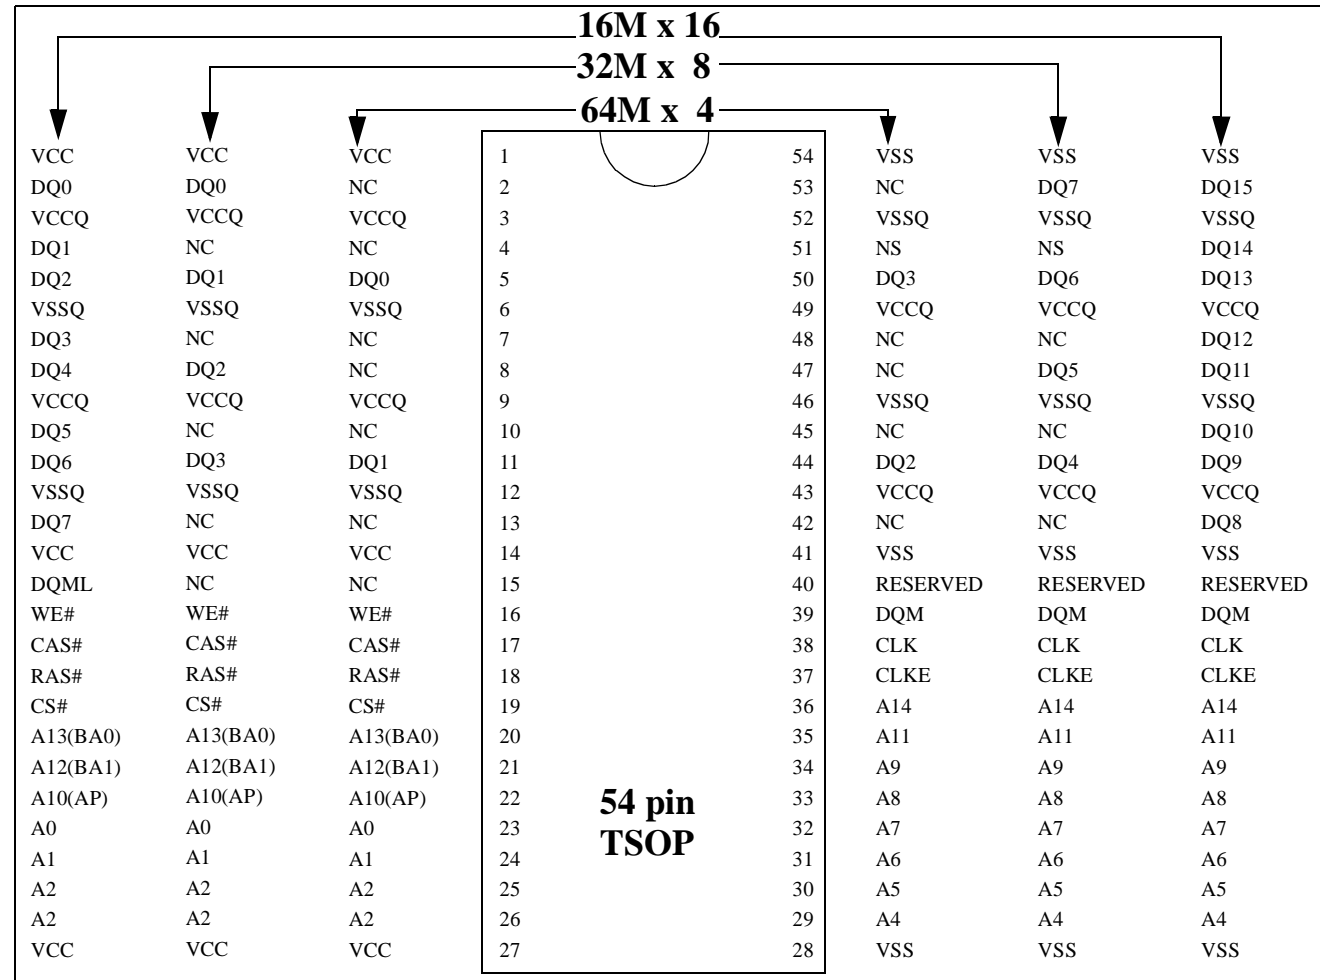 16M x 16
32M x 8
64M x 4
VCC VCC VCC 1 54 VSS VSS VSS
DQ0 DQ0 NC 2 53 NC DQ7 DQ15
VCCQ VCCQ VCCQ 3 52 VSSQ VSSQ VSSQ
DQ1 NC NC 4 51 NS NS DQ14
DQ2 DQ1 DQ0 5 50 DQ3 DQ6 DQ13
VSSQ VSSQ VSSQ 6 49 VCCQ VCCQ VCCQ
DQ3 NC NC 7 48 NC NC DQ12
DQ4 DQ2 NC 8 47 NC DQ5 DQ11
VCCQ VCCQ VCCQ 9 46 VSSQ VSSQ VSSQ
DQ5 NC NC 10 45 NC NC DQ10
DQ6 DQ3 DQ1 11 44 DQ2 DQ4 DQ9
VSSQ VSSQ VSSQ 12 43 VCCQ VCCQ VCCQ
DQ7 NC NC 13 42 NC NC DQ8
VCC VCC VCC 14 41 VSS VSS VSS
DQML NC NC 15 40 RESERVED RESERVED RESERVED
WE# WE# WE# 16 39 DQM DQM DQM
CAS# CAS# CAS# 17 38 CLK CLK CLK
RAS# RAS# RAS# 18 37 CLKE CLKE CLKE
CS# CS# CS# 19 36 A14 A14 A14
A13(BA0) A13(BA0) A13(BA0) 20 35 A11 A11 A11
A12(BA1) A12(BA1) A12(BA1) 21 34 A9 A9 A9
A10(AP) A10(AP) A10(AP) 22 54 pin 33 A8 A8 A8
A0 A0 A0 23 TSOP 32 A7 A7 A7
A1 A1 A1 24 31 A6 A6 A6
A2 A2 A2 25 30 A5 A5 A5
A2 A2 A2 26 29 A4 A4 A4
VCC VCC VCC 27 28 VSS VSS VSS